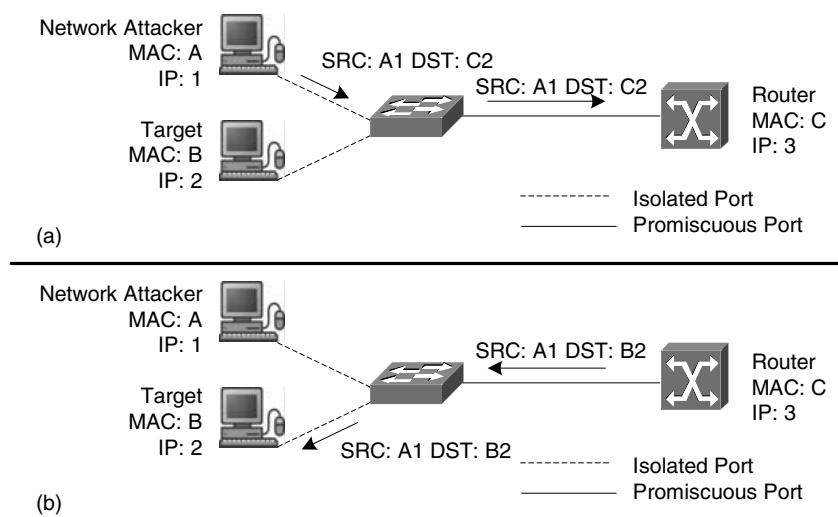 Network Attacker
MAC: A
IP: 1
SRC: A1 DST: C2
SRC: A1 DST: C2
Router
MAC: C
IP: 3
Target
MAC: B
IP: 2
Isolated Port
Promiscuous Port
(a)
Network Attacker
MAC: A
IP: 1
SRC: A1 DST: B2
Router
MAC: C
IP: 3
Target
MAC: B
IP: 2
SRC: A1 DST: B2
Isolated Port
Promiscuous Port
(b)